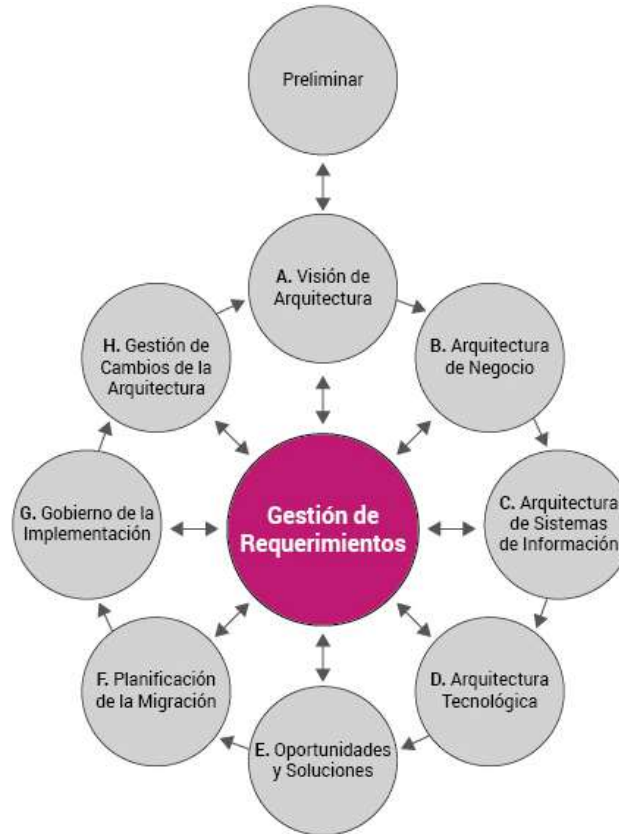 Preliminar
A. Visión de
Arquitectura
H. Gestión de
Cambios de la
Arquitectura
B. Arquitectura
de Negocio
G. Gobierno de la
Implementación
Gestión de
Requerimientos
C. Arquitectura
de Sistemas
de Información
F. Planificación
de la Migración
D. Arquitectura
Tecnológica
E. Oportunidades
y Soluciones